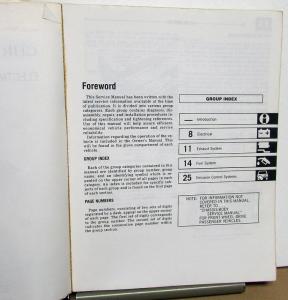 Foreword
This Service Manual has been written with the
latest service information available at the time
of publication. It is divided into various group
categories. Each group contains diagnosis, dis-
assembly, repair, and installation procedures in-
cluding specification and tightening references.
Use of this manual will help assure efficient,
economical vehicle performance and service
reliability.
Information regarding the operation of the ve-
hicle is included in the Owner's Manual. This
will be found in the glove compartment of each
vehicle.
GROUP INDEX
Each of the group categories contained in this
manual are identified by group number, group
name, and an identifying symbol which is re-
peated on the upper corner of all pages in each
category. An index is included for specific sub-
jects of each group and is found on the first page
of each section.
PAGE NUMBERS
Page numbers, consisting of two sets of digits
separated by a dash, appear on the upper corner
of each page. The first set of digits corresponds
to the group number. The second set of digits
indicates the consecutive page number within
the group section.
GROUP INDEX
— Introduction
8 Electrical
11 Exhaust System
14 Fuel System
25 Emission Control Systems
NOTE: FOR INFORMATION NOT
COVERED IN THIS MANUAL,
REFER TO
"CHASSIS/BODY
SERVICE MANUAL"
FOR FRONT WHEEL DRIVE
PASSENGER VEHICLES.